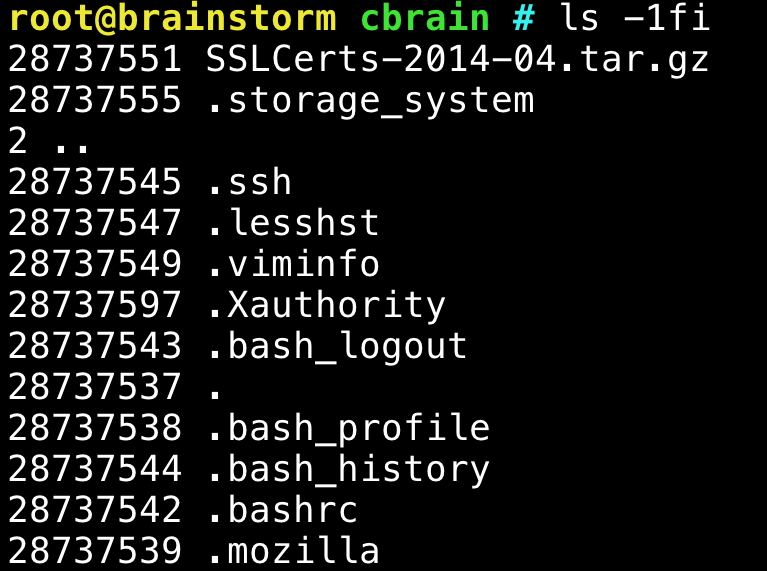 root@brainstorm cbrain # ls -1fi
28737551 SSLCerts-2014-04.tar.gz
28737555 .storage_system
2 ..
28737545 .ssh
28737547 .lesshst
28737549 .viminfo
28737597 .Xauthority
28737543 .bash_logout
28737537 .
28737538 .bash_profile
28737544 .bash_history
28737542 .bashrc
28737539 .mozilla